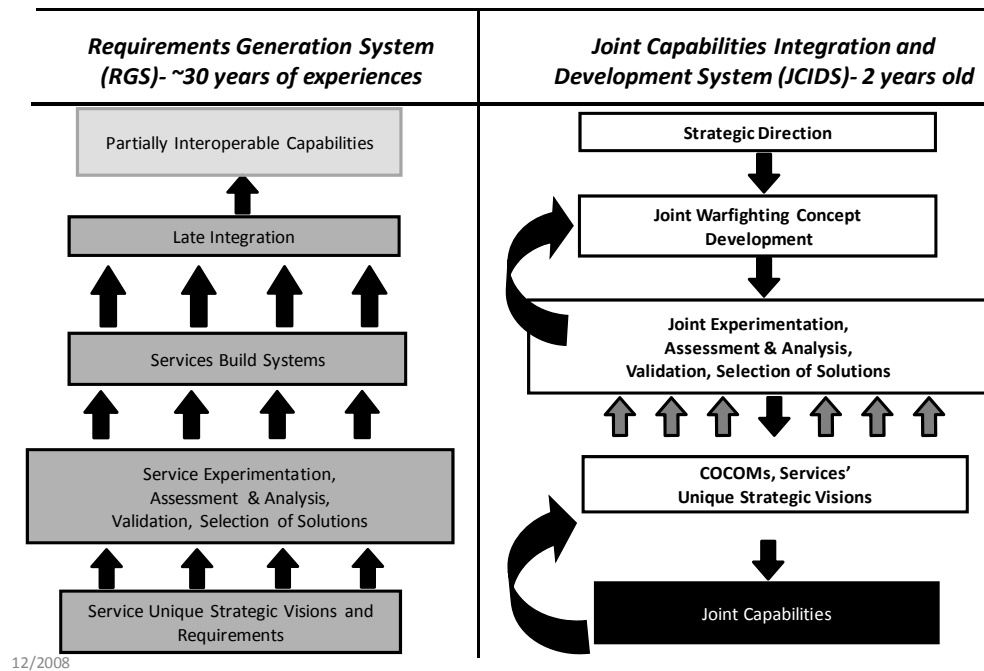 Requirements Generation System
(RGS)- ~30 years of experiences
Partially Interoperable Capabilities
Late Integration
Services Build Systems
Service Experimentation,
Assessment & Analysis,
Validation, Selection of Solutions
Service Unique Strategic Visions and
Requirements
Joint Capabilities Integration and
Development System (JCIDS)- 2 years old
Strategic Direction
Joint Warfighting Concept
Development
Joint Experimentation,
Assessment & Analysis,
Validation, Selection of Solutions
COCOMs, Services'
Unique Strategic Visions
Joint Capabilities
12/2008